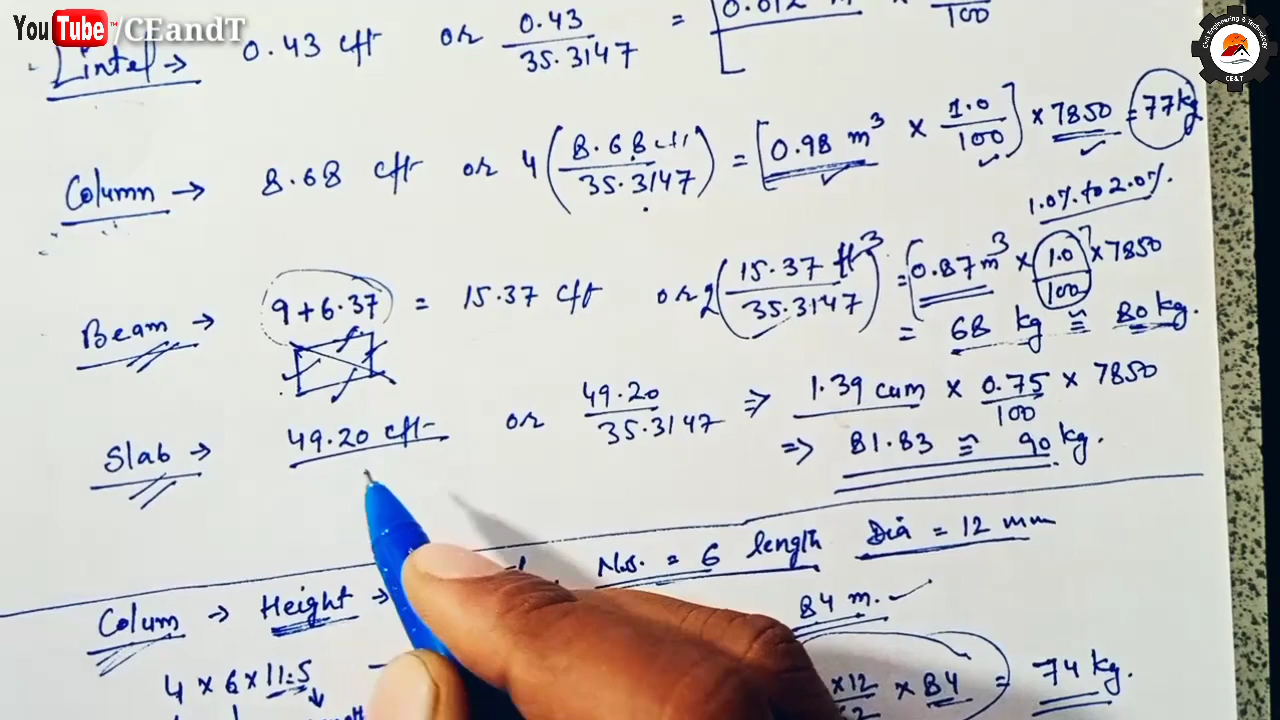 YouTube/CEandT
Civil Engineering & Technology
CE&T
Lintel → 0.43 cft or 0.43/35.3147 = [0.012 m × /100
Column → 8.68 cft or 4(8.68 cft/35.3147) = [0.98 m³ × 1.0/100] × 7850 = 77kg
1.0% to 2.0%.
Beam → 9+6.37 = 15.37 cft or 2(15.37 ft³/35.3147) = [0.87m³ × 1.0/100] × 7850
= 68 kg ≅ 80 kg.
Slab → 49.20 cft or 49.20/35.3147 ⇒ 1.39 cum × 0.75/100 × 7850
⇒ 81.83 ≅ 90 kg.
Colum → Height → Nos. = 6 length Dia = 12 mm
84 m.
4 × 6 × 11.5 × 12 × 84 = 74 kg.